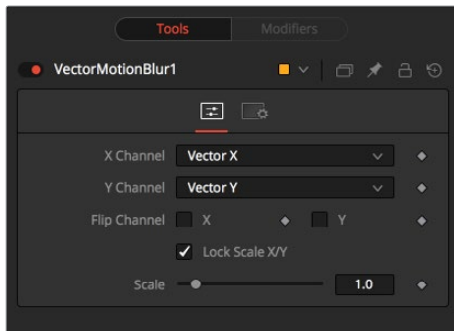 Tools Modifiers
VectorMotionBlur1
X Channel Vector X
Y Channel Vector Y
Flip Channel X Y
Lock Scale X/Y
Scale 1.0